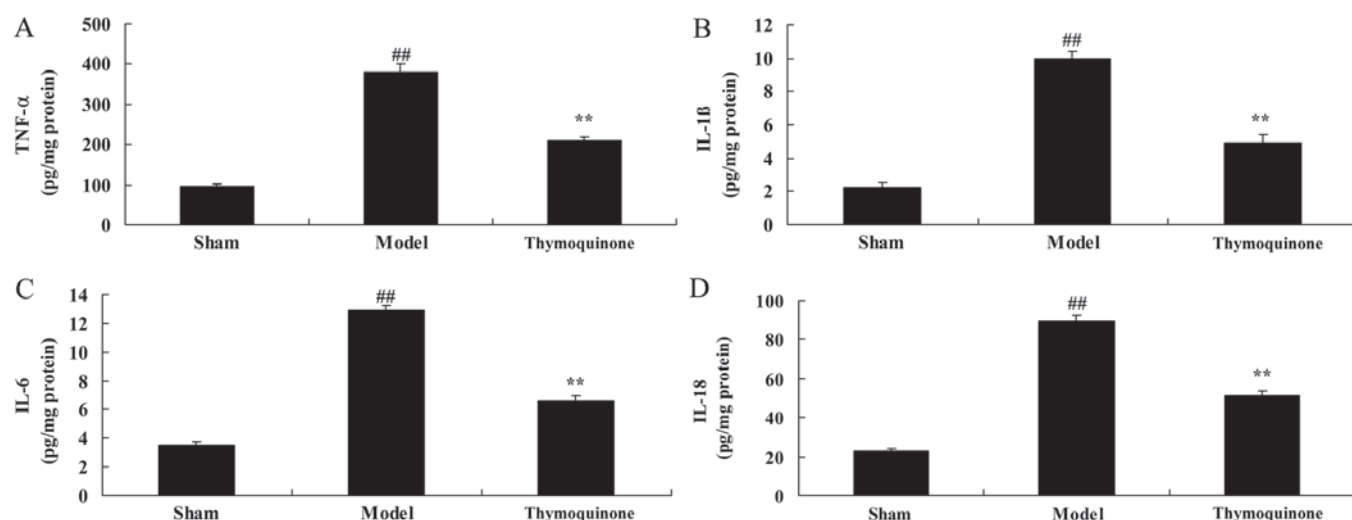 A
TNF-α
(pg/mg protein)
500
400
300
200
100
0
##
**
Sham Model Thymoquinone
B
IL-1ß
(pg/mg protein)
12
10
8
6
4
2
0
##
**
Sham Model Thymoquinone
C
IL-6
(pg/mg protein)
14
12
10
8
6
4
2
0
##
**
Sham Model Thymoquinone
D
IL-18
(pg/mg protein)
100
80
60
40
20
0
##
**
Sham Model Thymoquinone